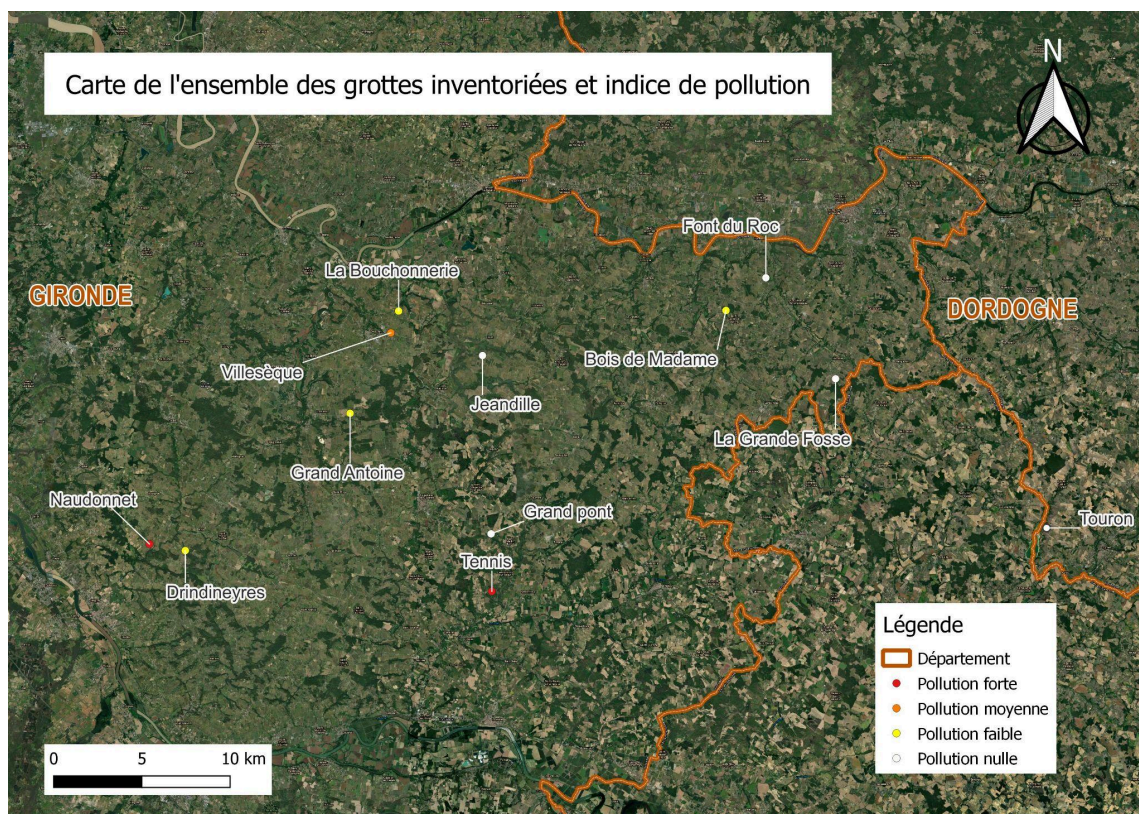 Carte de l'ensemble des grottes inventoriées et indice de pollution
N
Font du Roc
La Bouchonnerie
GIRONDE
DORDOGNE
Villesèque
Bois de Madame
Jeandille
La Grande Fosse
Grand Antoine
Naudonnet
Grand pont
Touron
Tennis
Drindineyres
Légende
Département
Pollution forte
Pollution moyenne
Pollution faible
Pollution nulle
0 5 10 km